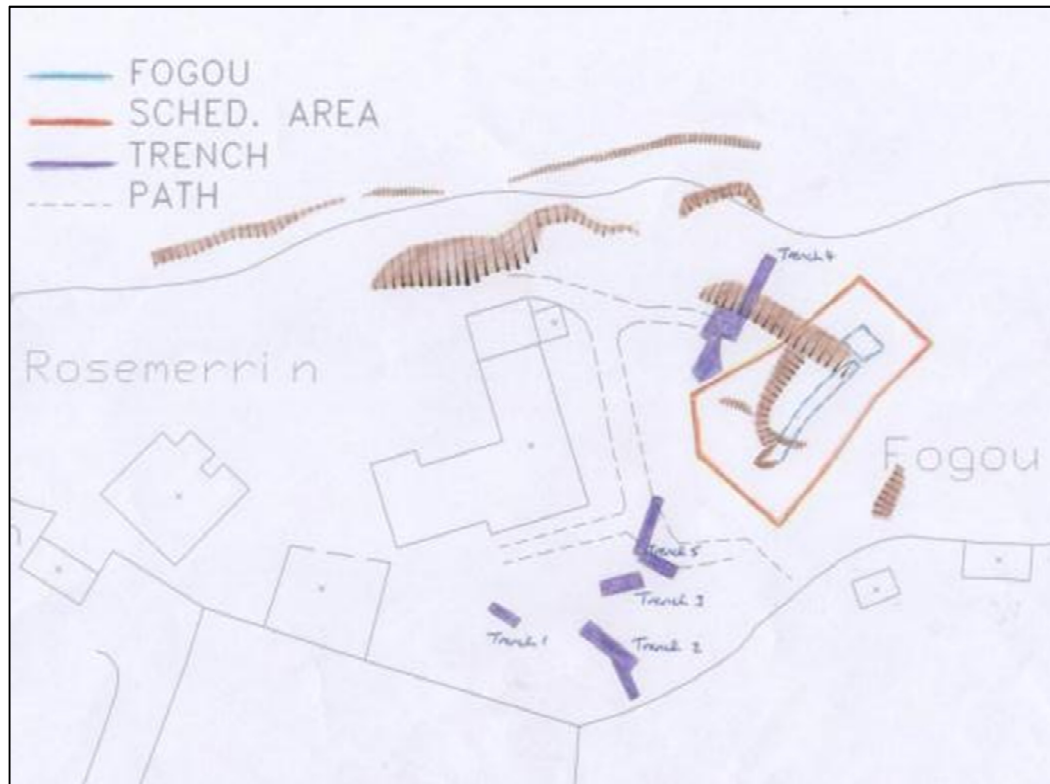 FOGOU
SCHED. AREA
TRENCH
PATH
Trench 4
Rosemerri n
Fogou
Trench 5
Trench 3
Trench 1
Trench 2